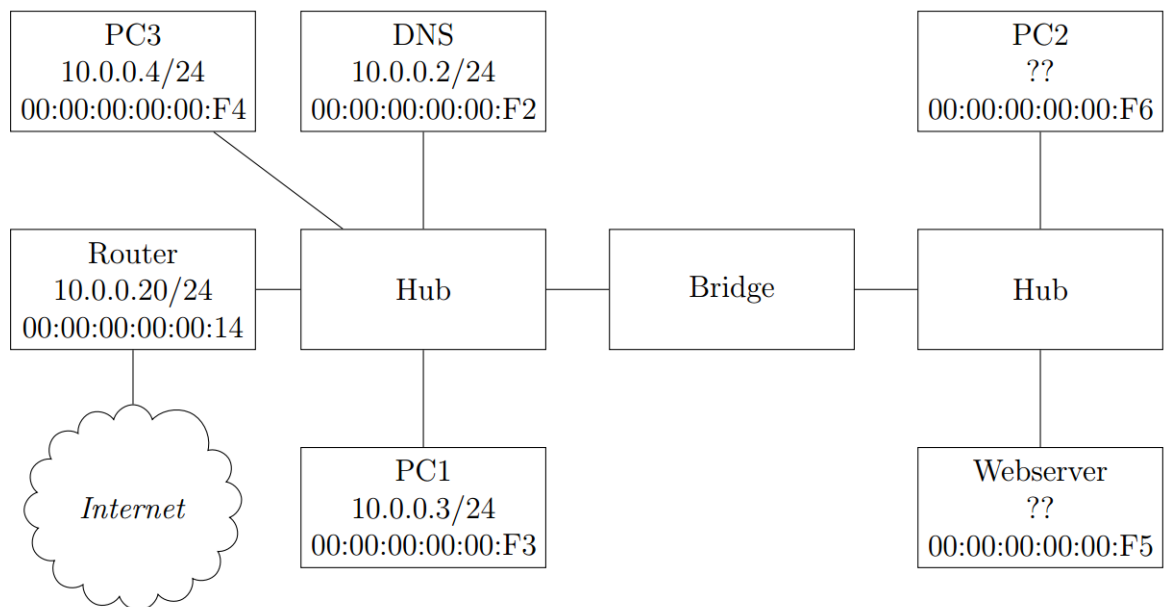 PC3
10.0.0.4/24
00:00:00:00:00:F4
DNS
10.0.0.2/24
00:00:00:00:00:F2
PC2
??
00:00:00:00:00:F6
Router
10.0.0.20/24
00:00:00:00:00:14
Hub
Bridge
Hub
Internet
PC1
10.0.0.3/24
00:00:00:00:00:F3
Webserver
??
00:00:00:00:00:F5